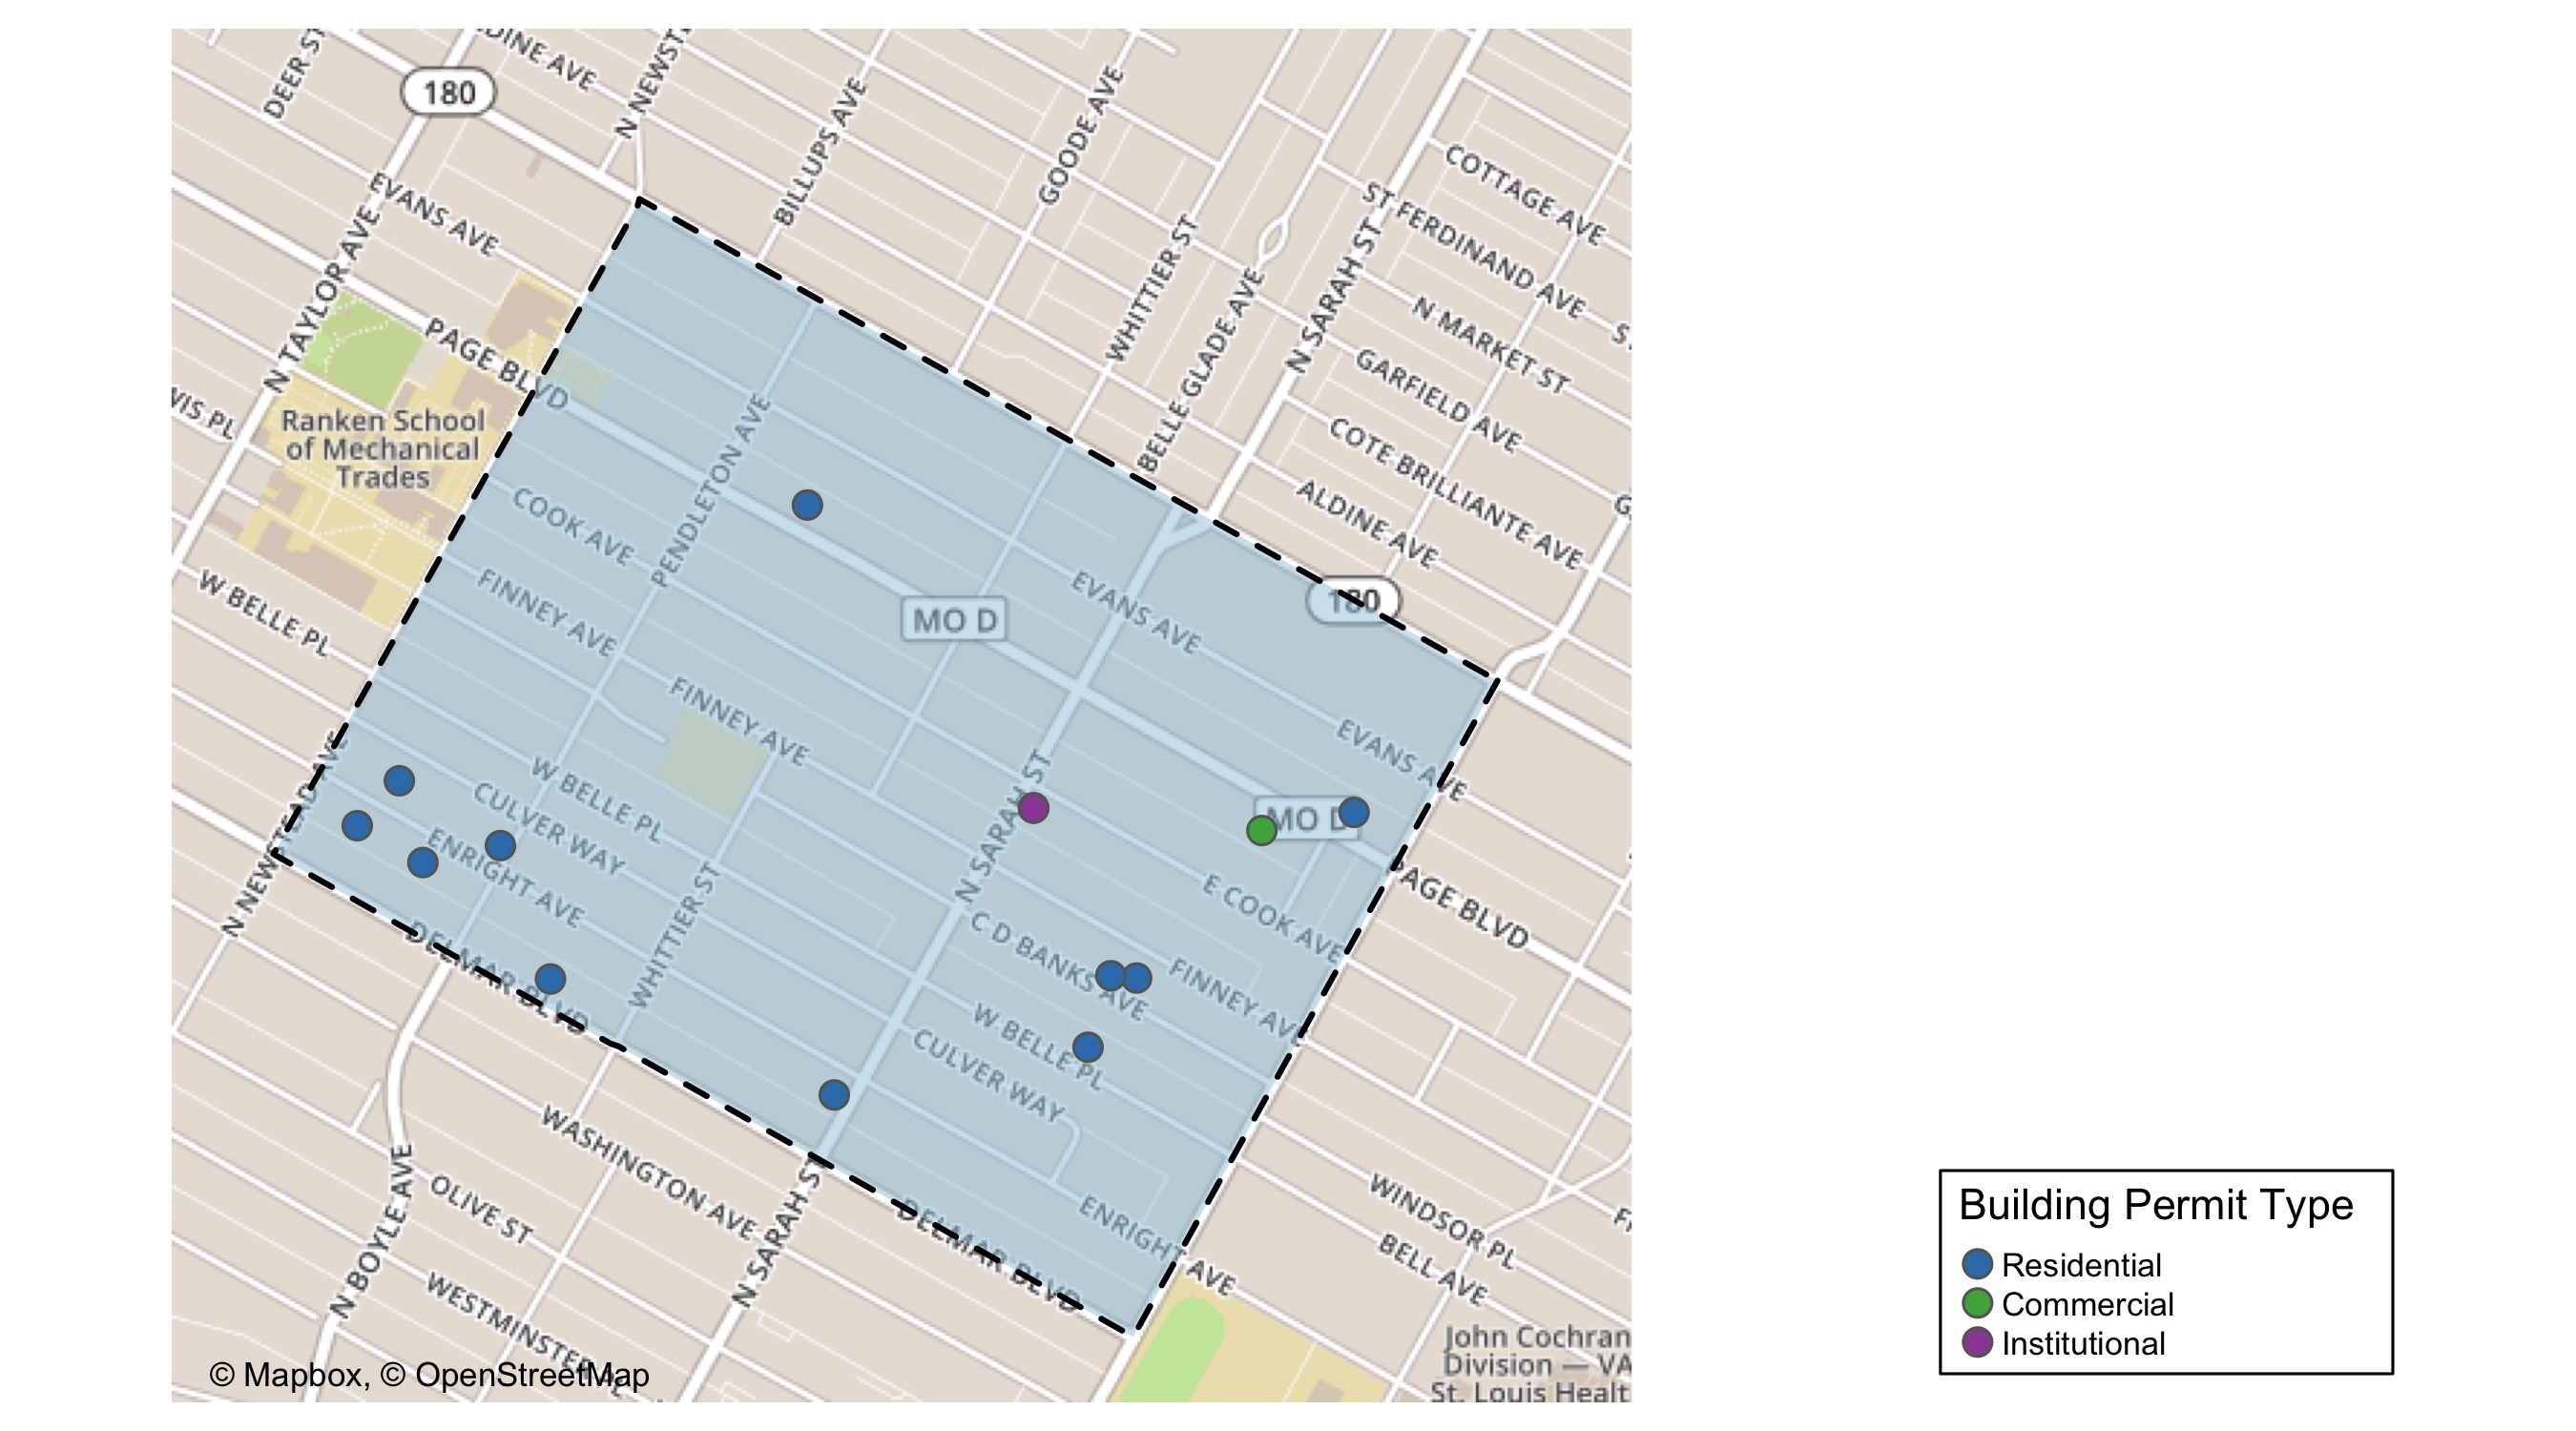 DEER ST
180
N NEWST
BILLUPS AVE
GOODE AVE
COTTAGE AVE
EVANS AVE
ST FERDINAND AVE
N TAYLOR AVE
WHITTIER ST
BELLE GLADE AVE
N SARAH ST
N MARKET ST
PAGE BLVD
GARFIELD AVE
Ranken School
of Mechanical
Trades
COTE BRILLIANTE AVE
PENDLETON AVE
COOK AVE
ALDINE AVE
W BELLE PL
FINNEY AVE
MO D
EVANS AVE
180
FINNEY AVE
EVANS AVE
W BELLE PL
CULVER WAY
N SARAH ST
MO D
ENRIGHT AVE
PAGE BLVD
E COOK AVE
WHITTIER ST
C D BANKS AVE
FINNEY AVE
DELMAR BLVD
W BELLE PL
CULVER WAY
WASHINGTON AVE
OLIVE ST
N BOYLE AVE
N SARAH ST
DELMAR BLVD
ENRIGHT AVE
WINDSOR PL
BELL AVE
WESTMINSTER PL
John Cochran
Division — VA
St. Louis Healt
© Mapbox, © OpenStreetMap
Building Permit Type
Residential
Commercial
Institutional